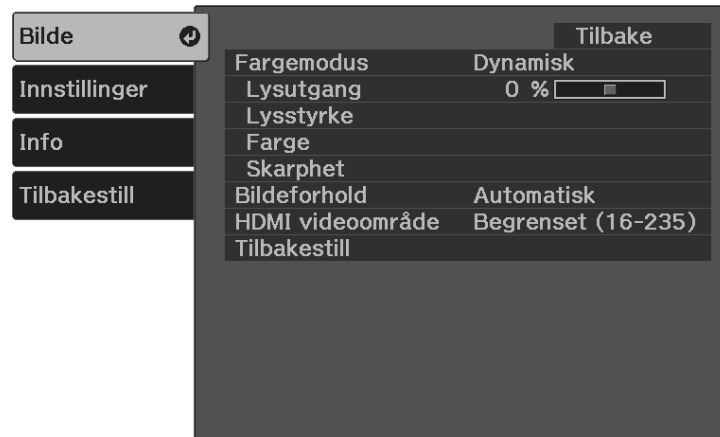 Bilde
Innstillinger
Info
Tilbakestill
Tilbake
Fargemodus Dynamisk
Lysutgang 0 %
Lysstyrke
Farge
Skarphet
Bildeforhold Automatisk
HDMI videoområde Begrenset (16-235)
Tilbakestill